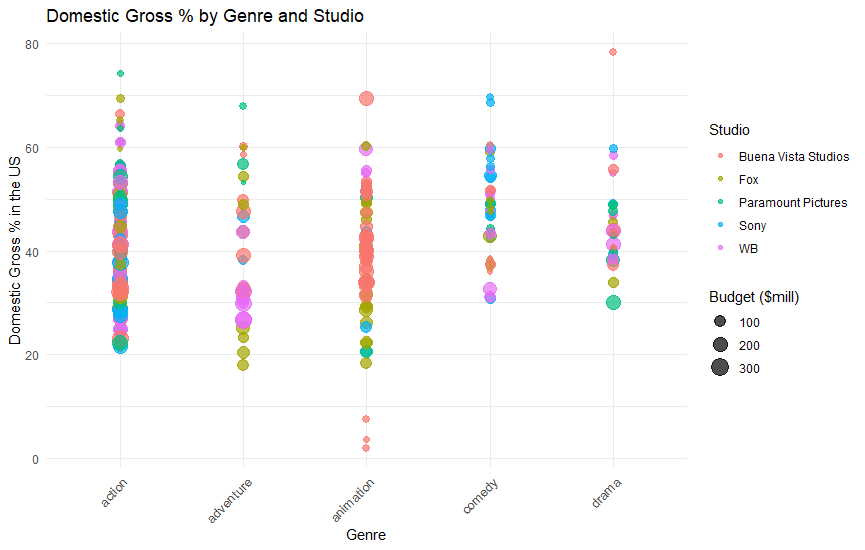 Domestic Gross % by Genre and Studio
Domestic Gross % in the US
80
60
40
20
0
action
adventure
animation
comedy
drama
Genre
Studio
Buena Vista Studios
Fox
Paramount Pictures
Sony
WB
Budget ($mill)
100
200
300